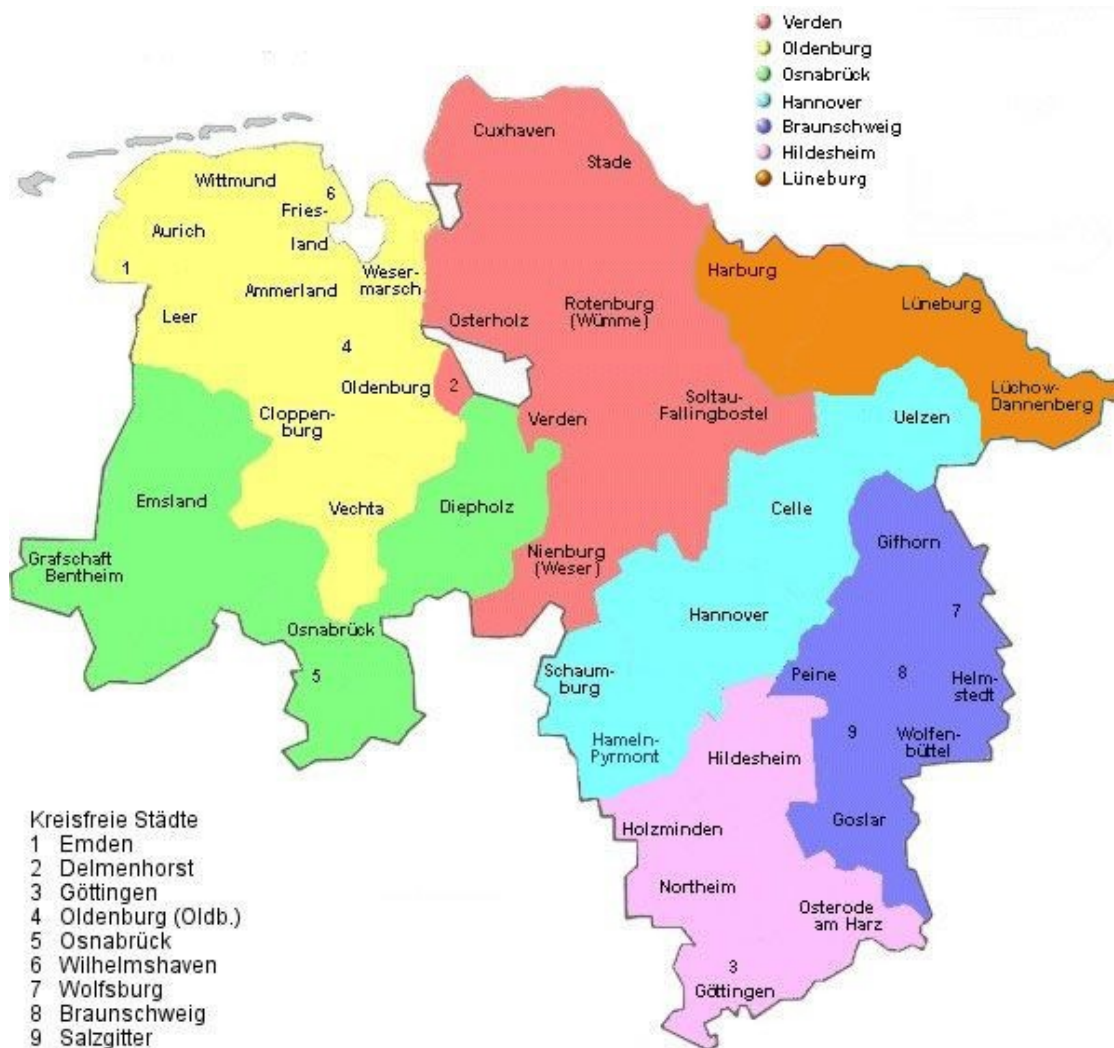 Verden
Oldenburg
Osnabrück
Hannover
Braunschweig
Hildesheim
Lüneburg
Cuxhaven
Stade
Wittmund
6
Fries-
land
Aurich
1
Weser-
marsch
Ammerland
Leer
4
Oldenburg
2
Osterholz
Rotenburg
(Wümme)
Harburg
Lüneburg
Lüchow-
Dannenberg
Soltau-
Fallingbostel
Verden
Uelzen
Cloppen-
burg
Emsland
Vechta
Diepholz
Celle
Gifhorn
Grafschaft
Bentheim
Nienburg
(Weser)
Hannover
7
Osnabrück
5
Schaum-
burg
Peine
8
Helm-
stedt
9
Wolfen-
büttel
Hameln-
Pyrmont
Hildesheim
Goslar
Holzminden
Northeim
Osterode
am Harz
3
Göttingen
Kreisfreie Städte
1 Emden
2 Delmenhorst
3 Göttingen
4 Oldenburg (Oldb.)
5 Osnabrück
6 Wilhelmshaven
7 Wolfsburg
8 Braunschweig
9 Salzgitter